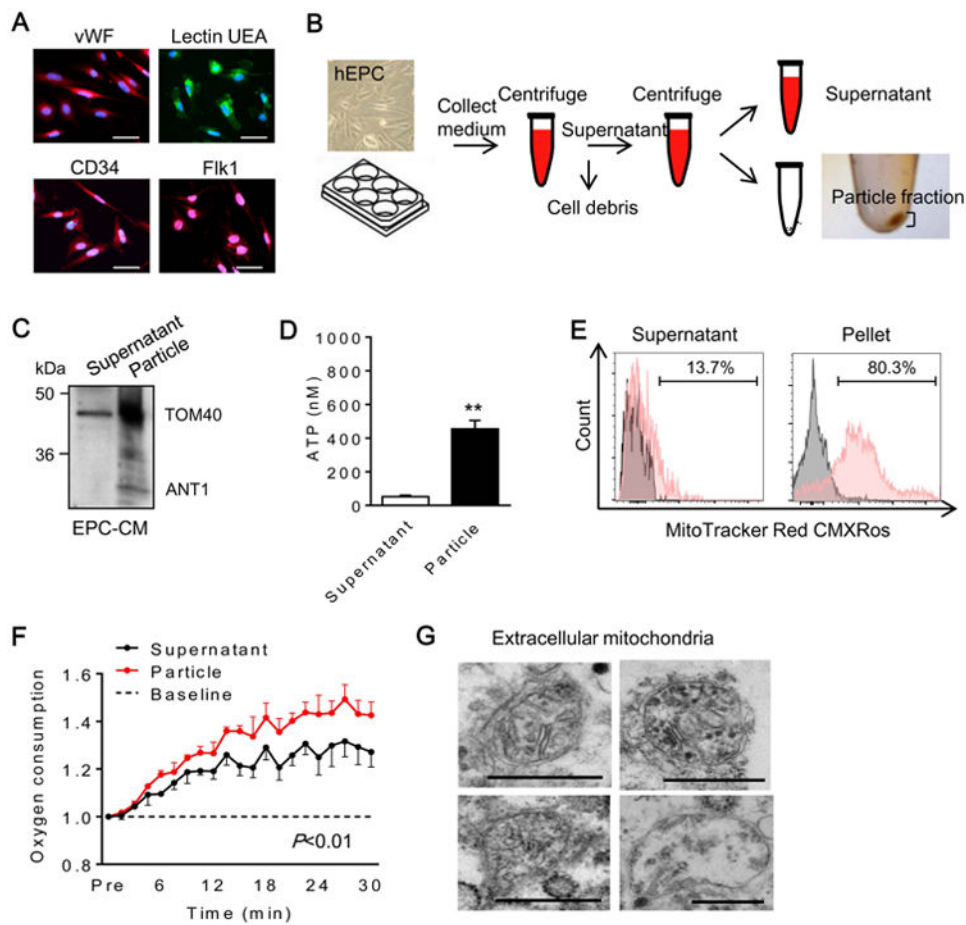 A
vWF
Lectin UEA
CD34
Flk1
B
hEPC
Collect
medium
Centrifuge
Supernatant
Cell debris
Centrifuge
Supernatant
Particle fraction
C
Supernatant
Particle
kDa
50
36
TOM40
ANT1
EPC-CM
D
ATP (nM)
1000
800
600
400
200
0
**
Supernatant
Particle
E
Supernatant
Pellet
13.7%
80.3%
Count
MitoTracker Red CMXRos
F
Supernatant
Particle
Baseline
Oxygen consumption
1.6
1.4
1.2
1.0
0.8
P<0.01
Pre 6 12 18 24 30
Time (min)
G
Extracellular mitochondria